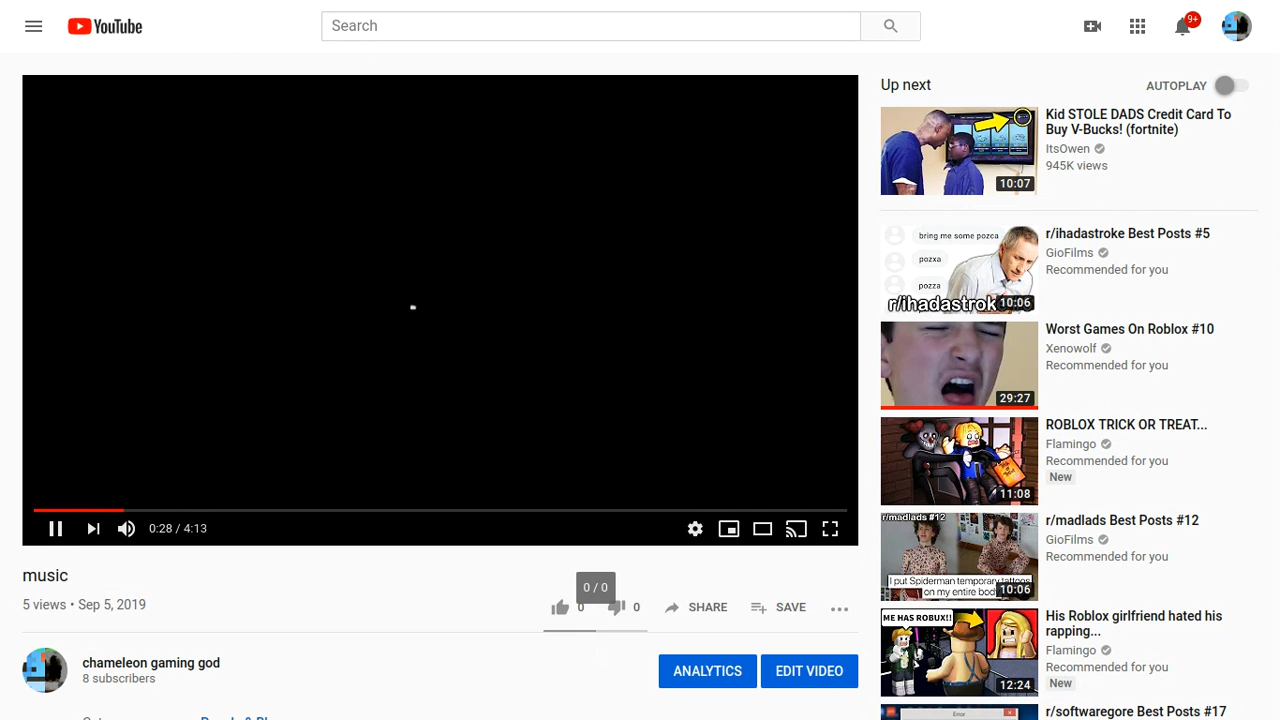 YouTube
Search
9+
Up next
AUTOPLAY
Kid STOLE DADS Credit Card To
Buy V-Bucks! (fortnite)
ItsOwen
945K views
10:07
bring me some pozca
pozxa
pozza
r/ihadastrok
10:06
r/ihadastroke Best Posts #5
GioFilms
Recommended for you
Worst Games On Roblox #10
Xenowolf
Recommended for you
29:27
ROBLOX TRICK OR TREAT...
Flamingo
Recommended for you
New
11:08
r/madlads #12
I put Spiderman temporary tattoos
on my entire body
10:06
r/madlads Best Posts #12
GioFilms
Recommended for you
ME HAS ROBUX!!
12:24
His Roblox girlfriend hated his
rapping...
Flamingo
Recommended for you
New
Error
r/softwaregore Best Posts #17
0:28 / 4:13
music
5 views • Sep 5, 2019
0 / 0
0
0
SHARE
SAVE
chameleon gaming god
8 subscribers
ANALYTICS
EDIT VIDEO